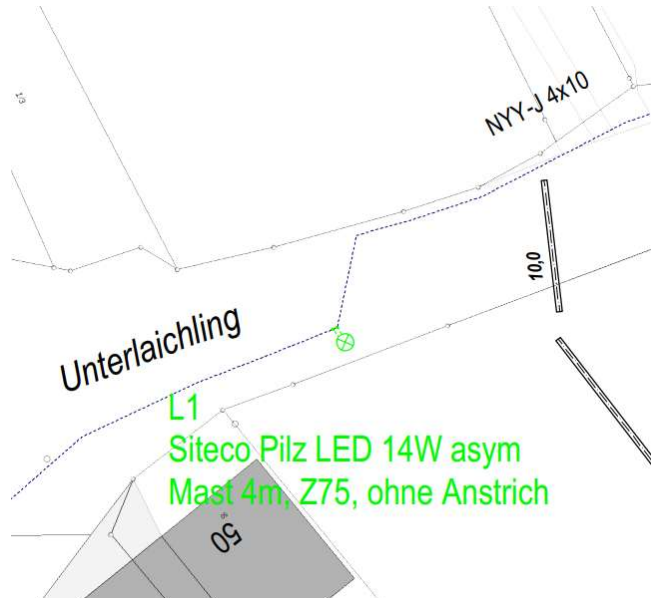 NYY-J 4x10
10,0
Unterlaichling
L1
Siteco Pilz LED 14W asym
Mast 4m, Z75, ohne Anstrich
50